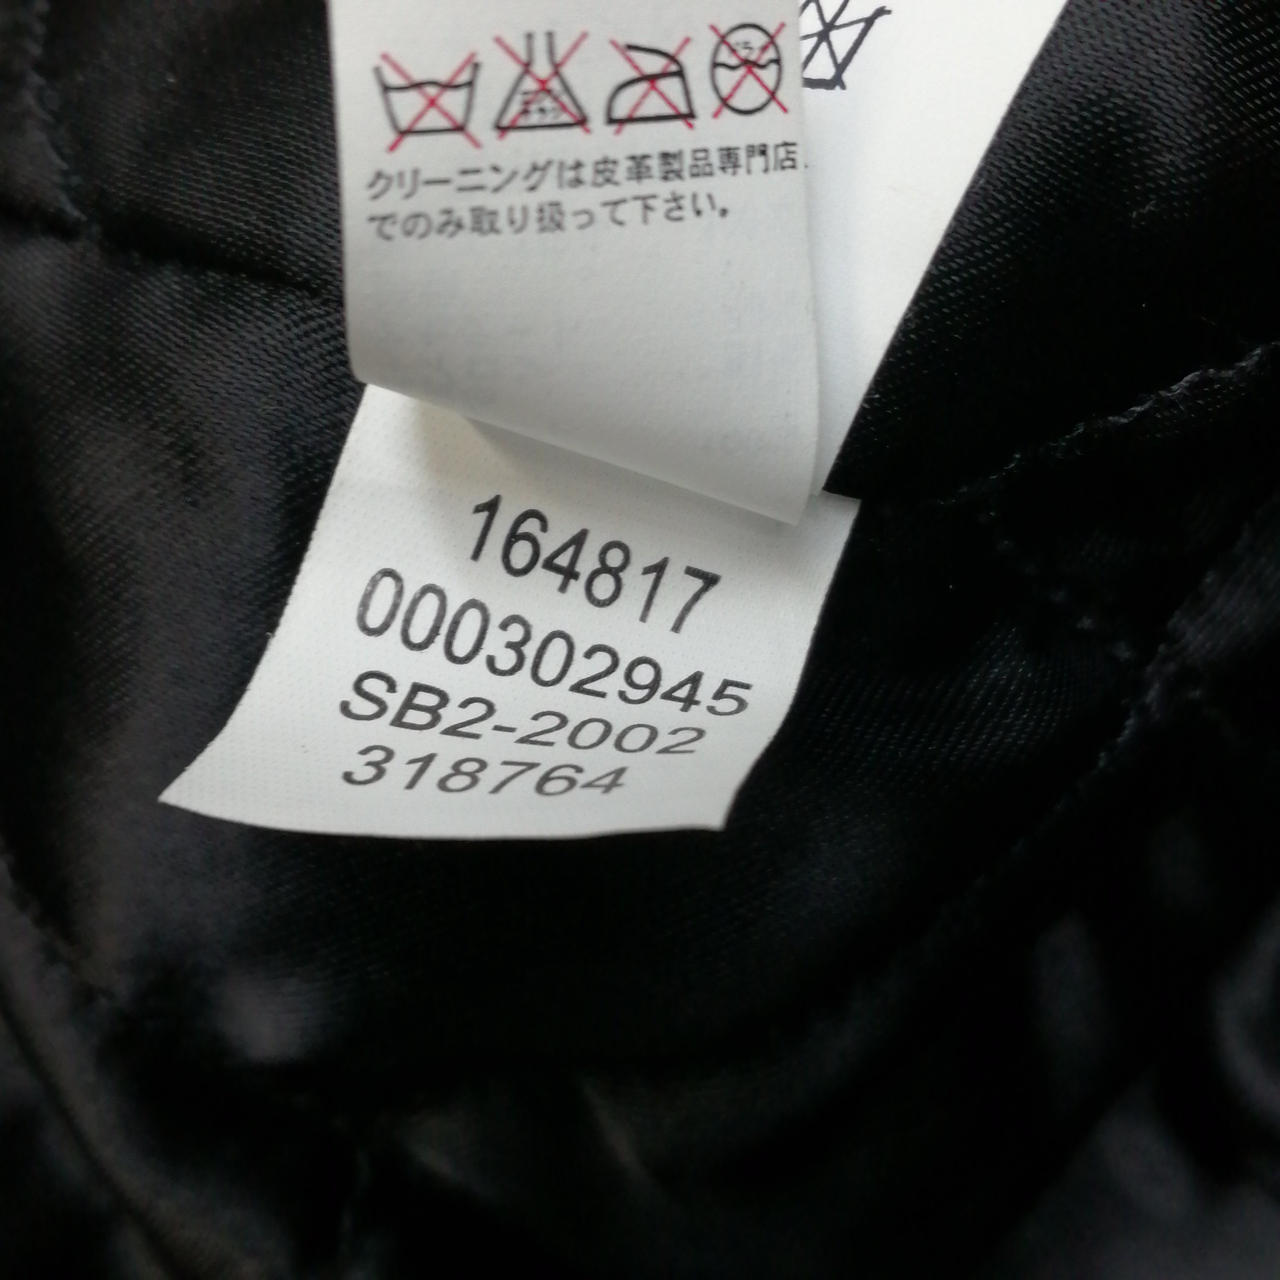 クリーニングは皮革製品専門店
でのみ取り扱って下さい。
164817
000302945
SB2-2002
318764